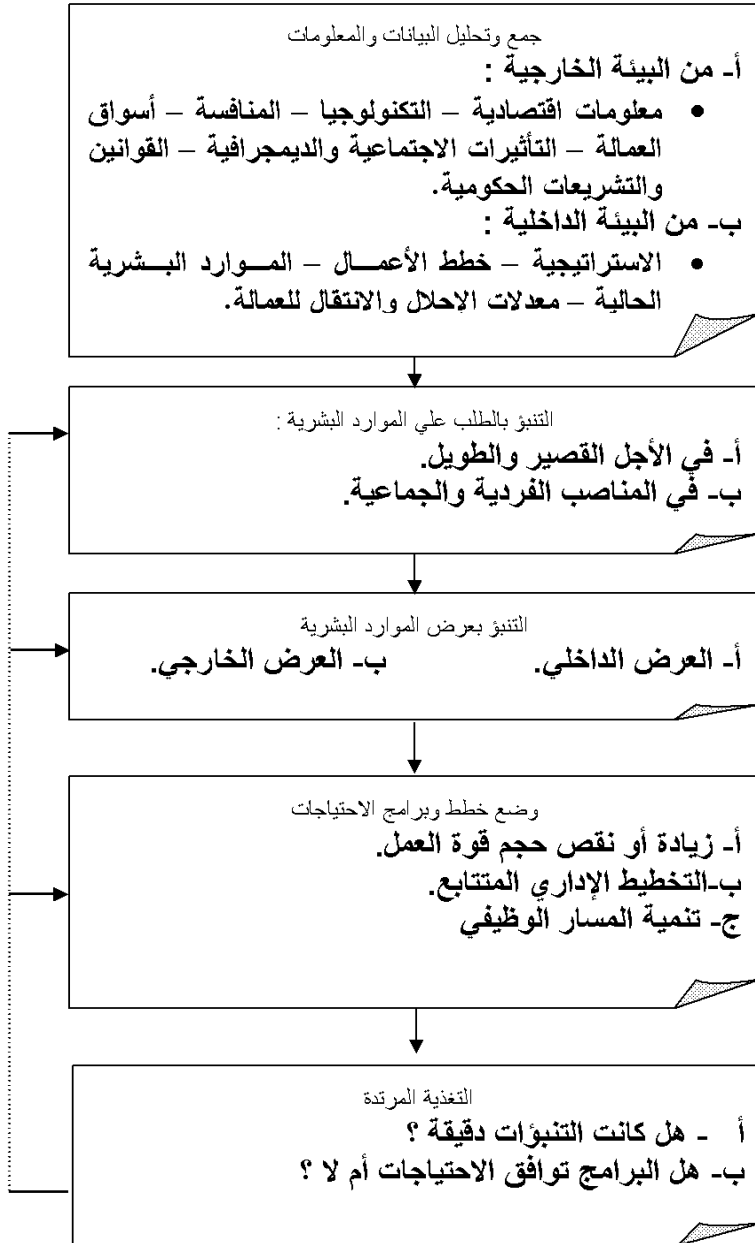 جمع وتحليل البيانات والمعلومات
أ- من البيئة الخارجية :
• معلومات اقتصادية – التكنولوجيا – المنافسة – أسواق
العمالة – التأثيرات الاجتماعية والديمجرافية – القوانين
والتشريعات الحكومية.
ب- من البيئة الداخلية :
• الاستراتيجية – خطط الأعمـــال – المـــوارد البـــشرية
الحالية – معدلات الإحلال والانتقال للعمالة.
التنبؤ بالطلب علي الموارد البشرية :
أ- في الأجل القصير والطويل.
ب- في المناصب الفردية والجماعية.
التنبؤ بعرض الموارد البشرية
أ- العرض الداخلي. ب- العرض الخارجي.
وضع خطط وبرامج الاحتياجات
أ- زيادة أو نقص حجم قوة العمل.
ب-التخطيط الإداري المتتابع.
ج- تنمية المسار الوظيفي
التغذية المرتدة
أ - هل كانت التنبؤات دقيقة ؟
ب- هل البرامج توافق الاحتياجات أم لا ؟